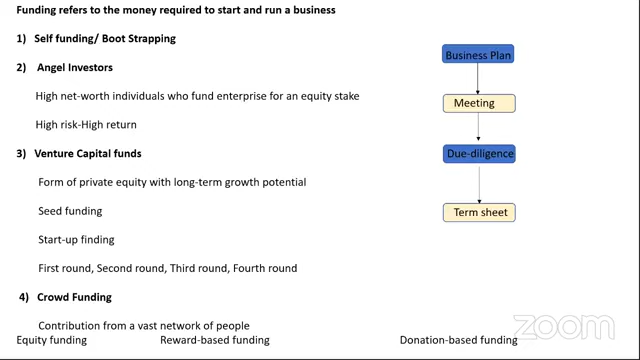 Funding refers to the money required to start and run a business
1) Self funding/ Boot Strapping
2) Angel Investors
High net-worth individuals who fund enterprise for an equity stake
High risk-High return
3) Venture Capital funds
Form of private equity with long-term growth potential
Seed funding
Start-up finding
First round, Second round, Third round, Fourth round
4) Crowd Funding
Contribution from a vast network of people
Equity funding Reward-based funding Donation-based funding
Business Plan
Meeting
Due-diligence
Term sheet
zoom